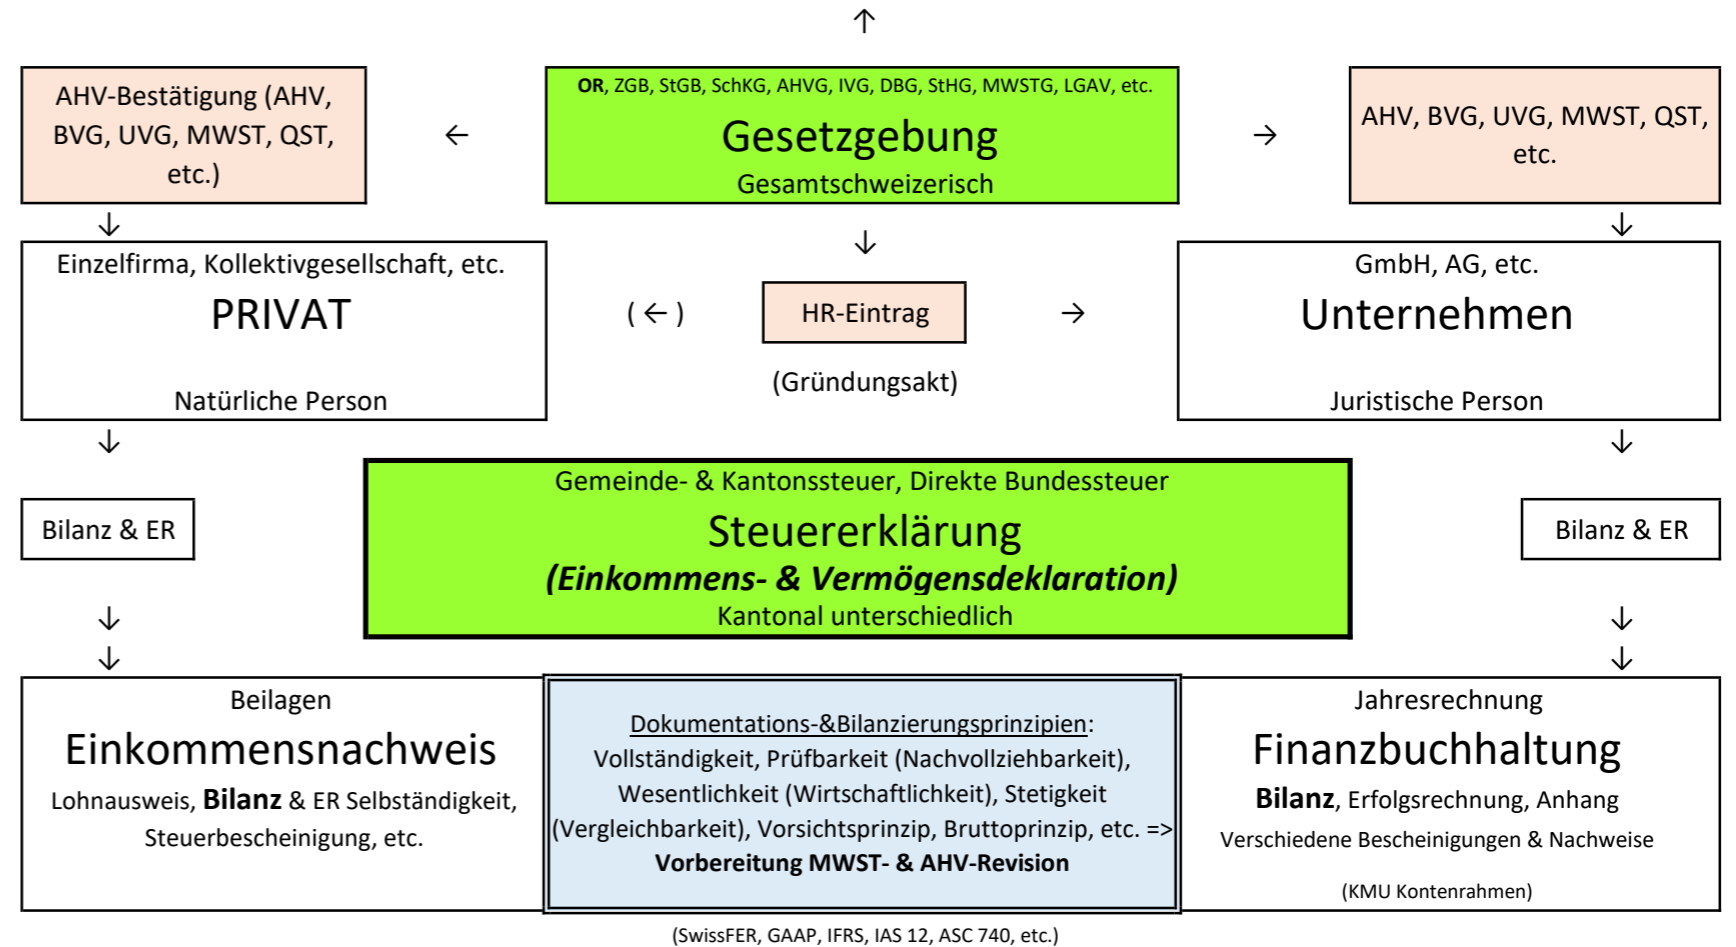 ↑
AHV-Bestätigung (AHV,
BVG, UVG, MWST, QST,
etc.)
←
OR, ZGB, StGB, SchKG, AHVG, IVG, DBG, StHG, MWSTG, LGAV, etc.
Gesetzgebung
Gesamtschweizerisch
→
AHV, BVG, UVG, MWST, QST,
etc.
↓
↓
↓
Einzelfirma, Kollektivgesellschaft, etc.
PRIVAT
Natürliche Person
( ← )
HR-Eintrag
→
(Gründungsakt)
GmbH, AG, etc.
Unternehmen
Juristische Person
↓
↓
Bilanz & ER
Gemeinde- & Kantonssteuer, Direkte Bundessteuer
Steuererklärung
(Einkommens- & Vermögensdeklaration)
Kantonal unterschiedlich
Bilanz & ER
↓
↓
↓
↓
Beilagen
Einkommensnachweis
Lohnausweis, Bilanz & ER Selbständigkeit,
Steuerbescheinigung, etc.
Dokumentations-&Bilanzierungsprinzipien:
Vollständigkeit, Prüfbarkeit (Nachvollziehbarkeit),
Wesentlichkeit (Wirtschaftlichkeit), Stetigkeit
(Vergleichbarkeit), Vorsichtsprinzip, Bruttoprinzip, etc. =>
Vorbereitung MWST- & AHV-Revision
Jahresrechnung
Finanzbuchhaltung
Bilanz, Erfolgsrechnung, Anhang
Verschiedene Bescheinigungen & Nachweise
(KMU Kontenrahmen)
(SwissFER, GAAP, IFRS, IAS 12, ASC 740, etc.)